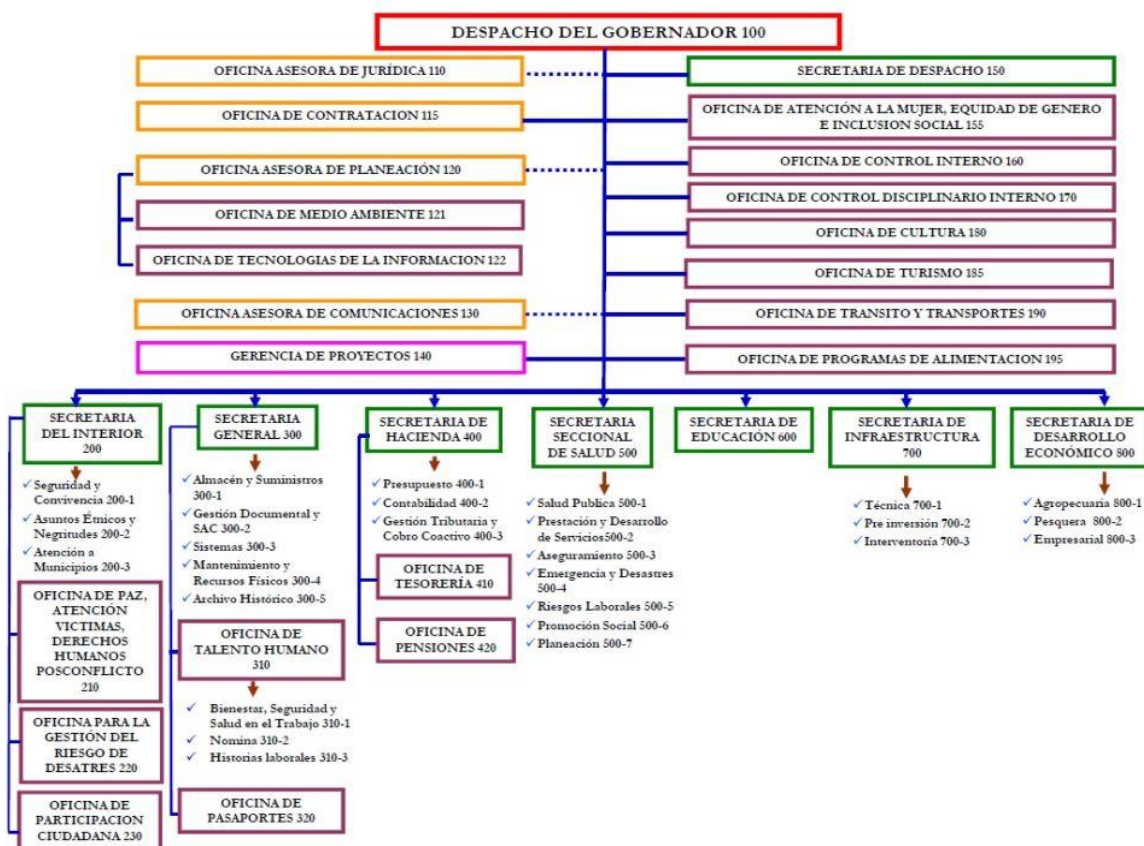 DESPACHO DEL GOBERNADOR 100
OFICINA ASESORA DE JURÍDICA 110
SECRETARIA DE DESPACHO 150
OFICINA DE CONTRATACION 115
OFICINA DE ATENCIÓN A LA MUJER, EQUIDAD DE GENERO
E INCLUSION SOCIAL 155
OFICINA ASESORA DE PLANEACIÓN 120
OFICINA DE CONTROL INTERNO 160
OFICINA DE MEDIO AMBIENTE 121
OFICINA DE CONTROL DISCIPLINARIO INTERNO 170
OFICINA DE CULTURA 180
OFICINA DE TECNOLOGIAS DE LA INFORMACION 122
OFICINA DE TURISMO 185
OFICINA ASESORA DE COMUNICACIONES 130
OFICINA DE TRANSITO Y TRANSPORTES 190
GERENCIA DE PROYECTOS 140
OFICINA DE PROGRAMAS DE ALIMENTACION 195
SECRETARIA
DEL INTERIOR
200
Seguridad y
Convivencia 200-1
Asuntos Étnicos y
Negritudes 200-2
Atención a
Municipios 200-3
OFICINA DE PAZ,
ATENCIÓN
VICTIMAS,
DERECHOS
HUMANOS
POSCONFLICTO
210
OFICINA PARA LA
GESTIÓN DEL
RIESGO DE
DESATRES 220
OFICINA DE
PARTICIPACION
CIUDADANA 230
SECRETARIA
GENERAL 300
Almacén y Suministros
300-1
Gestión Documental y
SAC 300-2
Sistemas 300-3
Mantenimiento y
Recursos Físicos 300-4
Archivo Histórico 300-5
OFICINA DE
TALENTO HUMANO
310
Bienestar, Seguridad y
Salud en el Trabajo 310-1
Nomina 310-2
Historias laborales 310-3
OFICINA DE
PASAPORTES 320
SECRETARIA DE
HACIENDA 400
Presupuesto 400-1
Contabilidad 400-2
Gestión Tributaria y
Cobro Coactivo 400-3
OFICINA DE
TESORERÍA 410
OFICINA DE
PENSIONES 420
SECRETARIA
SECCIONAL
DE SALUD 500
Salud Publica 500-1
Prestación y Desarrollo
de Servicios500-2
Aseguramiento 500-3
Emergencia y Desastres
500-4
Riesgos Laborales 500-5
Promoción Social 500-6
Planeación 500-7
SECRETARIA DE
EDUCACIÓN 600
SECRETARIA DE
INFRAESTRUCTURA
700
Técnica 700-1
Pre inversión 700-2
Interventoría 700-3
SECRETARIA DE
DESARROLLO
ECONÓMICO 800
Agropecuaria 800-1
Pesquera 800-2
Empresarial 800-3